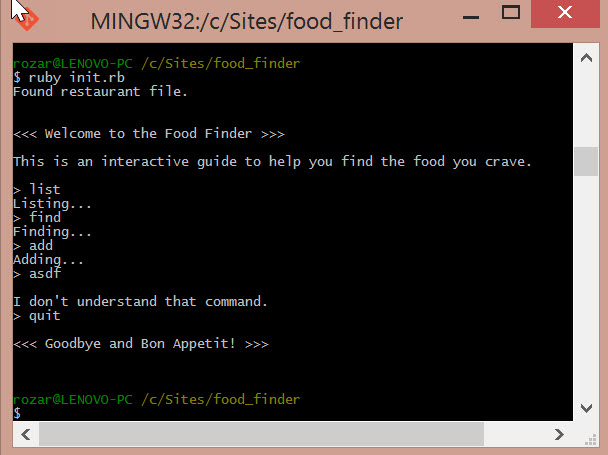 MINGW32:/c/Sites/food_finder
rozar@LENOVO-PC /c/Sites/food_finder
$ ruby init.rb
Found restaurant file.
<<< Welcome to the Food Finder >>>
This is an interactive guide to help you find the food you crave.
> list
Listing...
> find
Finding...
> add
Adding...
> asdf
I don't understand that command.
> quit
<<< Goodbye and Bon Appetit! >>>
rozar@LENOVO-PC /c/Sites/food_finder
$